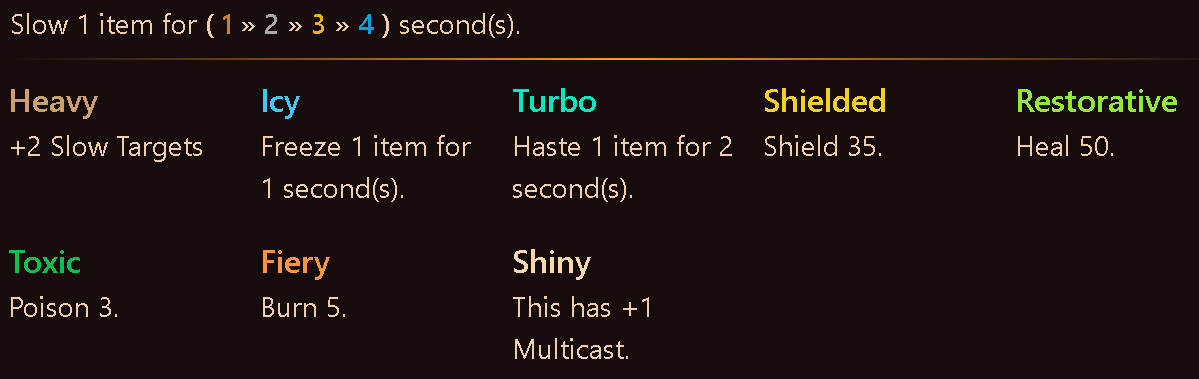 Slow 1 item for ( 1 » 2 » 3 » 4 ) second(s).
Heavy Icy Turbo Shielded Restorative
+2 Slow Targets Freeze 1 item for Haste 1 item for 2 Shield 35. Heal 50.
1 second(s). second(s).
Toxic Fiery Shiny
Poison 3. Burn 5. This has +1
Multicast.